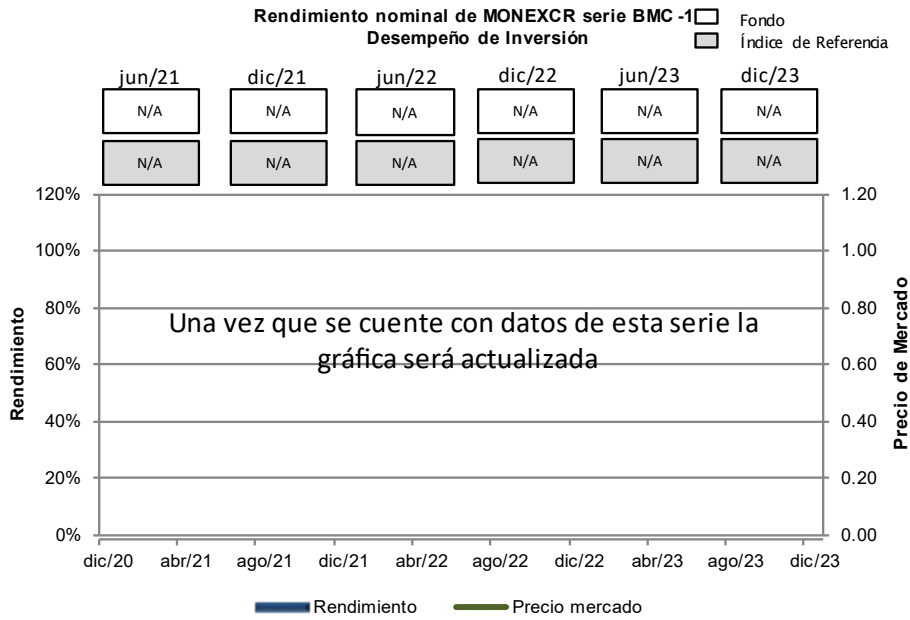 Rendimiento nominal de MONEXCR serie BMC -1
Desempeño de Inversión
Fondo
Índice de Referencia
jun/21 dic/21 jun/22 dic/22 jun/23 dic/23
N/A N/A N/A N/A N/A N/A
N/A N/A N/A N/A N/A N/A
120% 1.20
100% 1.00
80% 0.80
Una vez que se cuente con datos de esta serie la
gráfica será actualizada
60% 0.60
40% 0.40
20% 0.20
0% 0.00
Rendimiento
Precio de Mercado
dic/20 abr/21 ago/21 dic/21 abr/22 ago/22 dic/22 abr/23 ago/23 dic/23
Rendimiento Precio mercado